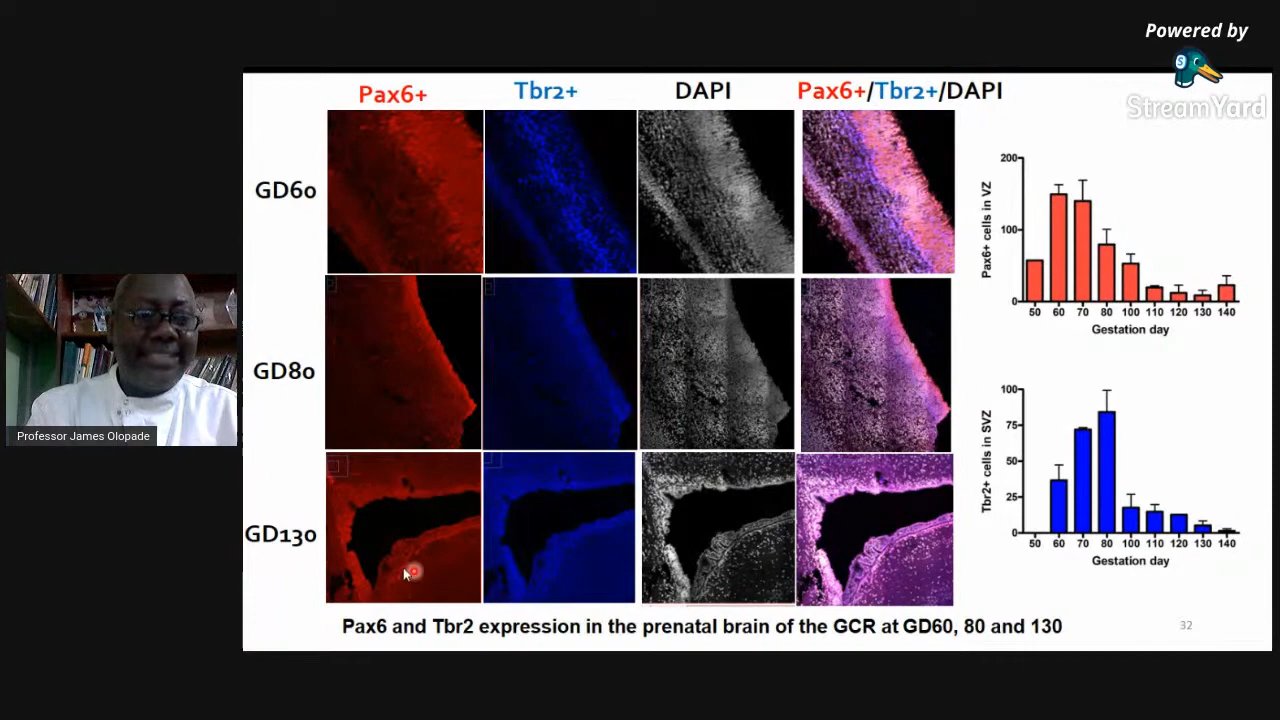 Powered by
StreamYard
Pax6+ Tbr2+ DAPI Pax6+/Tbr2+/DAPI
GD60
GD80
GD130
Professor James Olopade
200
100
0
Pax6+ cells in VZ
50 60 70 80 100 110 120 130 140
Gestation day
100
75
50
25
0
Tbr2+ cells in SVZ
50 60 70 80 100 110 120 130 140
Gestation day
Pax6 and Tbr2 expression in the prenatal brain of the GCR at GD60, 80 and 130
32